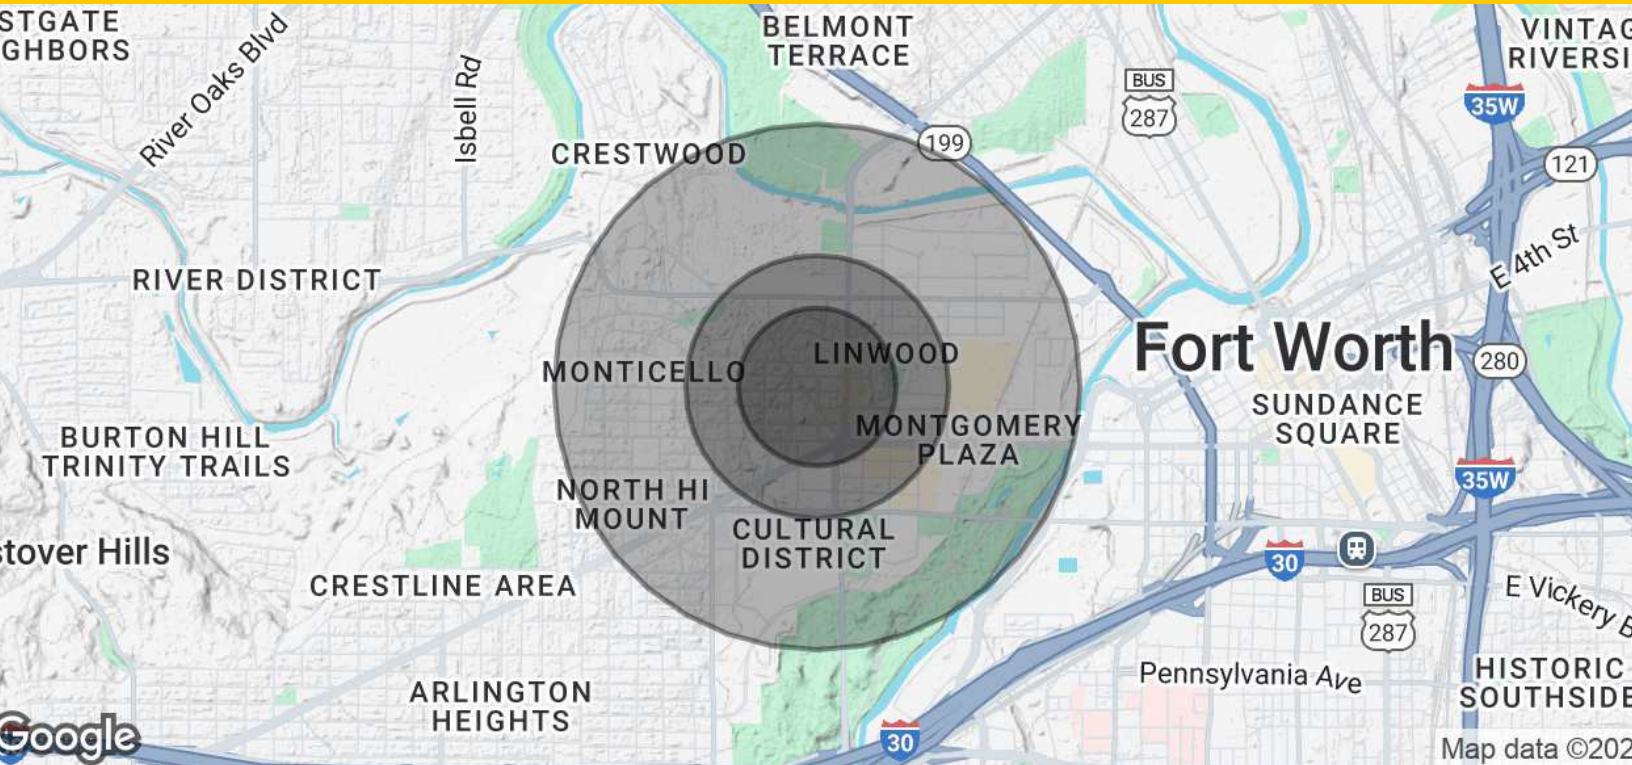 STGATE
GHBORS
River Oaks Blvd
Isbell Rd
BELMONT
TERRACE
BUS
287
VINTAG
RIVERSI
35W
199
121
CRESTWOOD
E 4th St
RIVER DISTRICT
LINWOOD
MONTICELLO
Fort Worth
280
SUNDANCE
SQUARE
MONTGOMERY
PLAZA
BURTON HILL
TRINITY TRAILS
35W
NORTH HI
MOUNT
CULTURAL
DISTRICT
stover Hills
30
CRESTLINE AREA
BUS
287
E Vickery B
Pennsylvania Ave
HISTORIC
SOUTHSIDE
ARLINGTON
HEIGHTS
30
Google
Map data ©202